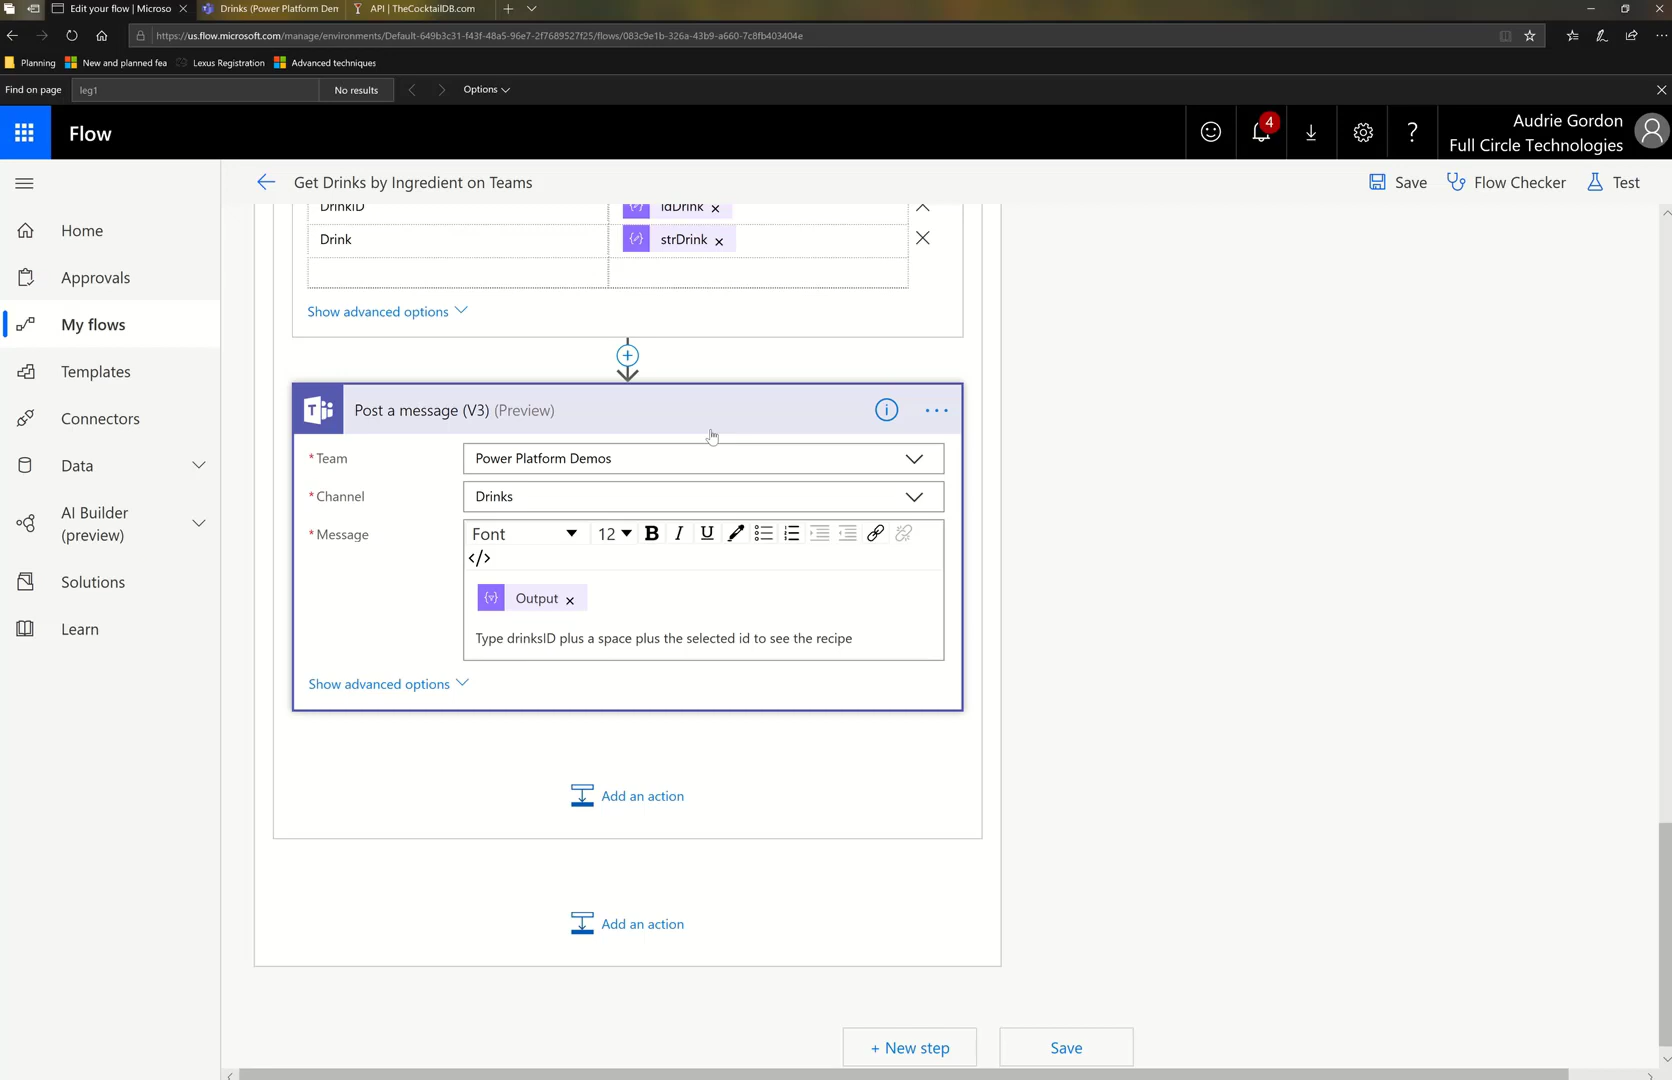 Edit your flow | Microso
Drinks (Power Platform Den
API | TheCocktailDB.com
https://us.flow.microsoft.com/manage/environments/Default-649b3c31-f43f-48a5-96e7-2f7689527f25/flows/083c9e1b-326a-43b9-a660-7c8fb403404e
Planning
New and planned fea
Lexus Registration
Advanced techniques
Find on page
leg1
No results
Options
Flow
4
?
Audrie Gordon
Full Circle Technologies
Get Drinks by Ingredient on Teams
Save
Flow Checker
Test
Home
Approvals
My flows
Templates
Connectors
Data
AI Builder
(preview)
Solutions
Learn
DrinkID
idDrink
Drink
strDrink
Show advanced options
Post a message (V3) (Preview)
* Team
Power Platform Demos
* Channel
Drinks
* Message
Font
12
B
I
U
</>
Output
Type drinksID plus a space plus the selected id to see the recipe
Show advanced options
Add an action
Add an action
+ New step
Save